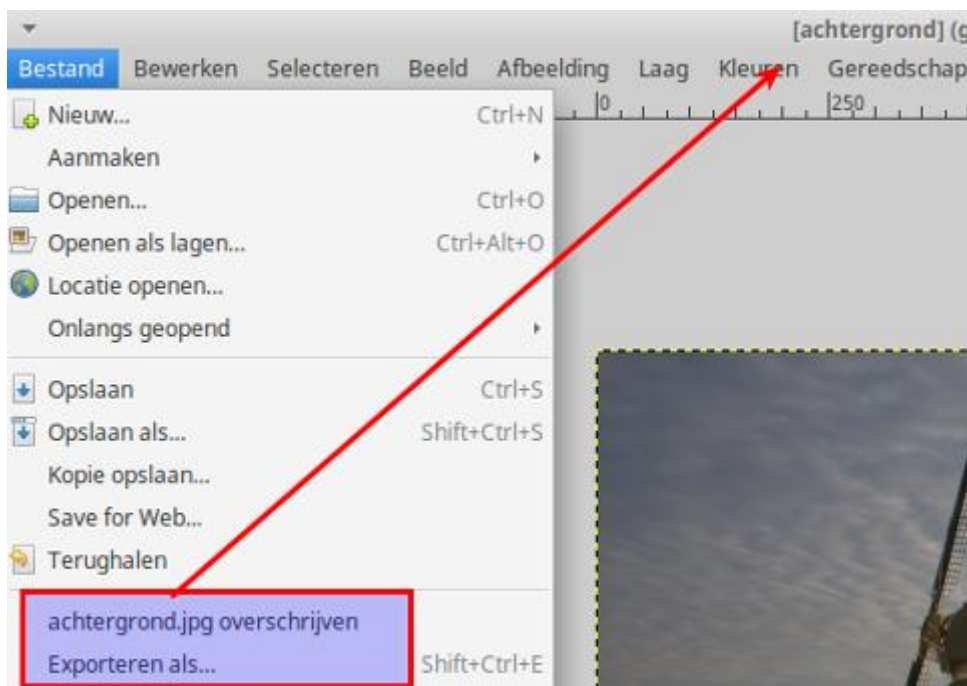 [achtergrond] (g
Bestand Bewerken Selecteren Beeld Afbeelding Laag Kleuren Gereedschap
0 250
Nieuw... Ctrl+N
Aanmaken
Openen... Ctrl+O
Openen als lagen... Ctrl+Alt+O
Locatie openen...
Onlangs geopend
Opslaan Ctrl+S
Opslaan als... Shift+Ctrl+S
Kopie opslaan...
Save for Web...
Terughalen
achtergrond.jpg overschrijven
Exporteren als... Shift+Ctrl+E